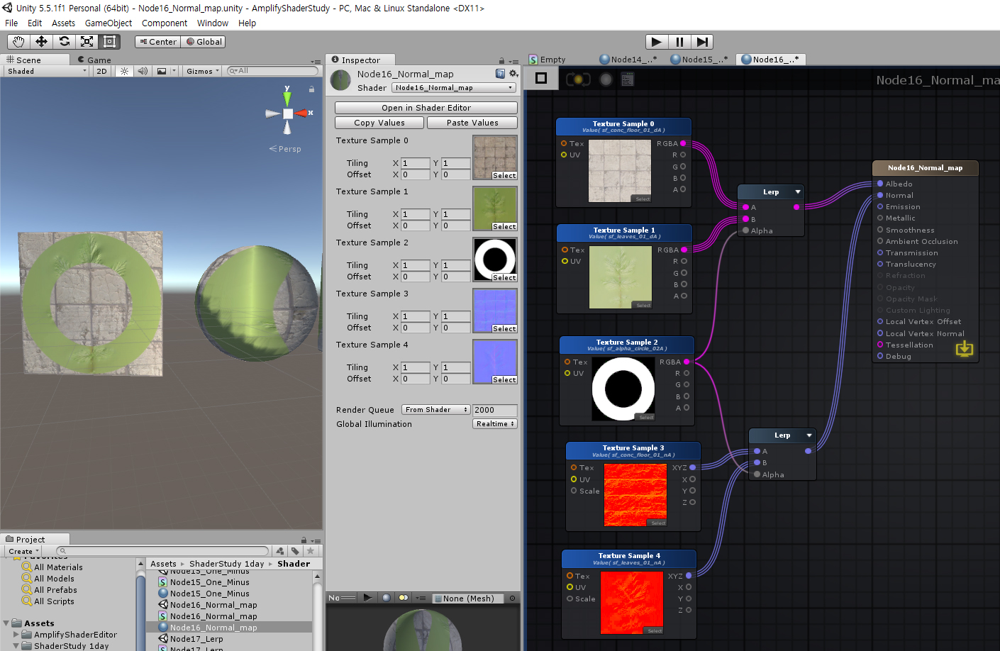 Unity 5.5.1f1 Personal (64bit) - Node16_Normal_map.unity - AmplifyShaderStudy - PC, Mac & Linux Standalone <DX11>
File Edit Assets GameObject Component Window Help
Center Global
Scene Game
Shaded 2D Gizmos All
y
x
Persp
Inspector
Node16_Normal_map
Shader Node16_Normal_map
Open in Shader Editor
Copy Values Paste Values
Texture Sample 0
Tiling X 1 Y 1
Offset X 0 Y 0
Select
Texture Sample 1
Tiling X 1 Y 1
Offset X 0 Y 0
Select
Texture Sample 2
Tiling X 1 Y 1
Offset X 0 Y 0
Select
Texture Sample 3
Tiling X 1 Y 1
Offset X 0 Y 0
Select
Texture Sample 4
Tiling X 1 Y 1
Offset X 0 Y 0
Select
Render Queue From Shader 2000
Global Illumination Realtime
No
None (Mesh)
Empty Node14_..* Node15_..* Node16_..*
Node16_Normal_ma
Texture Sample 0
Value( sf_conc_floor_01_dA )
Tex RGBA
UV R
G
B
A
Select
Texture Sample 1
Value( sf_leaves_01_dA )
Tex RGBA
UV R
G
B
A
Select
Texture Sample 2
Value( sf_alpha_circle_02A )
Tex RGBA
UV R
G
B
A
Select
Texture Sample 3
Value( sf_conc_floor_01_nA )
Tex XYZ
UV X
Scale Y
Z
Select
Texture Sample 4
Value( sf_leaves_01_nA )
Tex XYZ
UV X
Scale Y
Z
Select
Lerp
A
B
Alpha
Lerp
A
B
Alpha
Node16_Normal_map
Albedo
Normal
Emission
Metallic
Smoothness
Ambient Occlusion
Transmission
Translucency
Refraction
Opacity
Opacity Mask
Custom Lighting
Local Vertex Offset
Local Vertex Normal
Tessellation
Debug
Project
Create
Favorites
All Materials
All Models
All Prefabs
All Scripts
Assets
AmplifyShaderEditor
ShaderStudy 1day
Assets ShaderStudy 1day Shader
Node15_One_Minus
Node15_One_Minus
Node15_One_Minus
Node16_Normal_map
Node16_Normal_map
Node16_Normal_map
Node17_Lerp
Node17_Lerp